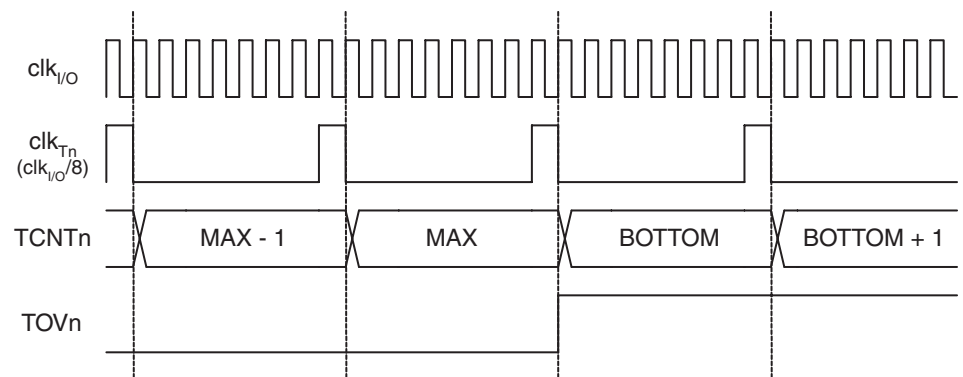 clkI/O
clkTn
(clkI/O/8)
TCNTn MAX - 1 MAX BOTTOM BOTTOM + 1
TOVn